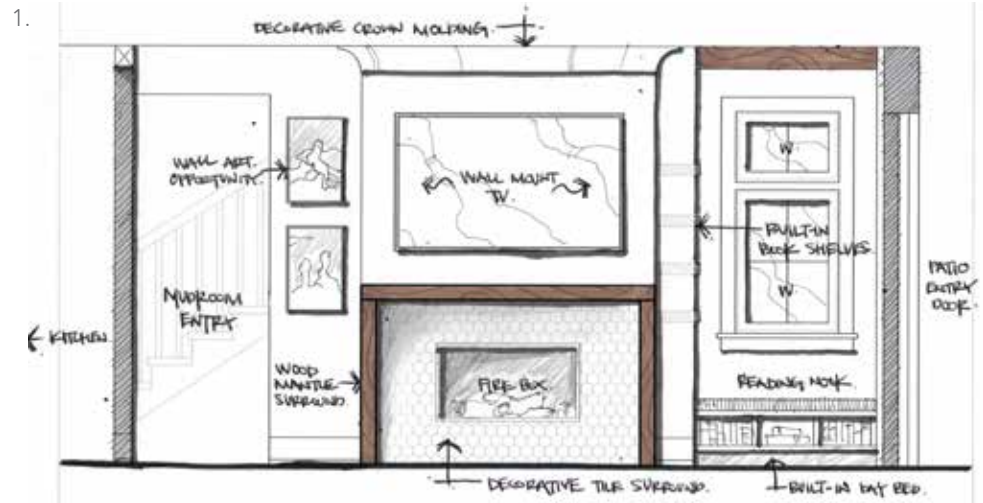 1.
DECORATIVE CROWN MOLDING.
WALL ART.
OPPORTUNITY.
WALL MOUNT
TV.
W
BUILT-IN
BOOK SHELVES.
W
PATIO
ENTRY
DOOR.
MUDROOM
ENTRY
KITCHEN.
WOOD
MANTLE
SURROUND.
FIRE BOX.
READING NOOK.
DECORATIVE TILE SURROUND.
BUILT-IN DAY BED.